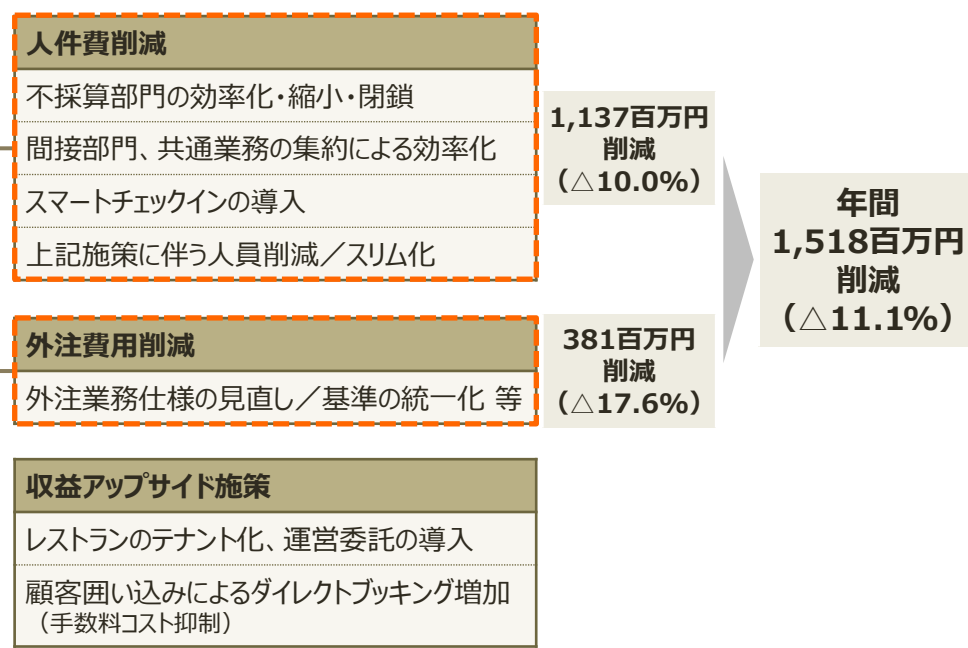 人件費削減
不採算部門の効率化・縮小・閉鎖
間接部門、共通業務の集約による効率化
スマートチェックインの導入
上記施策に伴う人員削減／スリム化
1,137百万円
削減
（△10.0%）
外注費用削減
外注業務仕様の見直し／基準の統一化 等
381百万円
削減
（△17.6%）
年間
1,518百万円
削減
（△11.1%）
収益アップサイド施策
レストランのテナント化、運営委託の導入
顧客囲い込みによるダイレクトブッキング増加
（手数料コスト抑制）